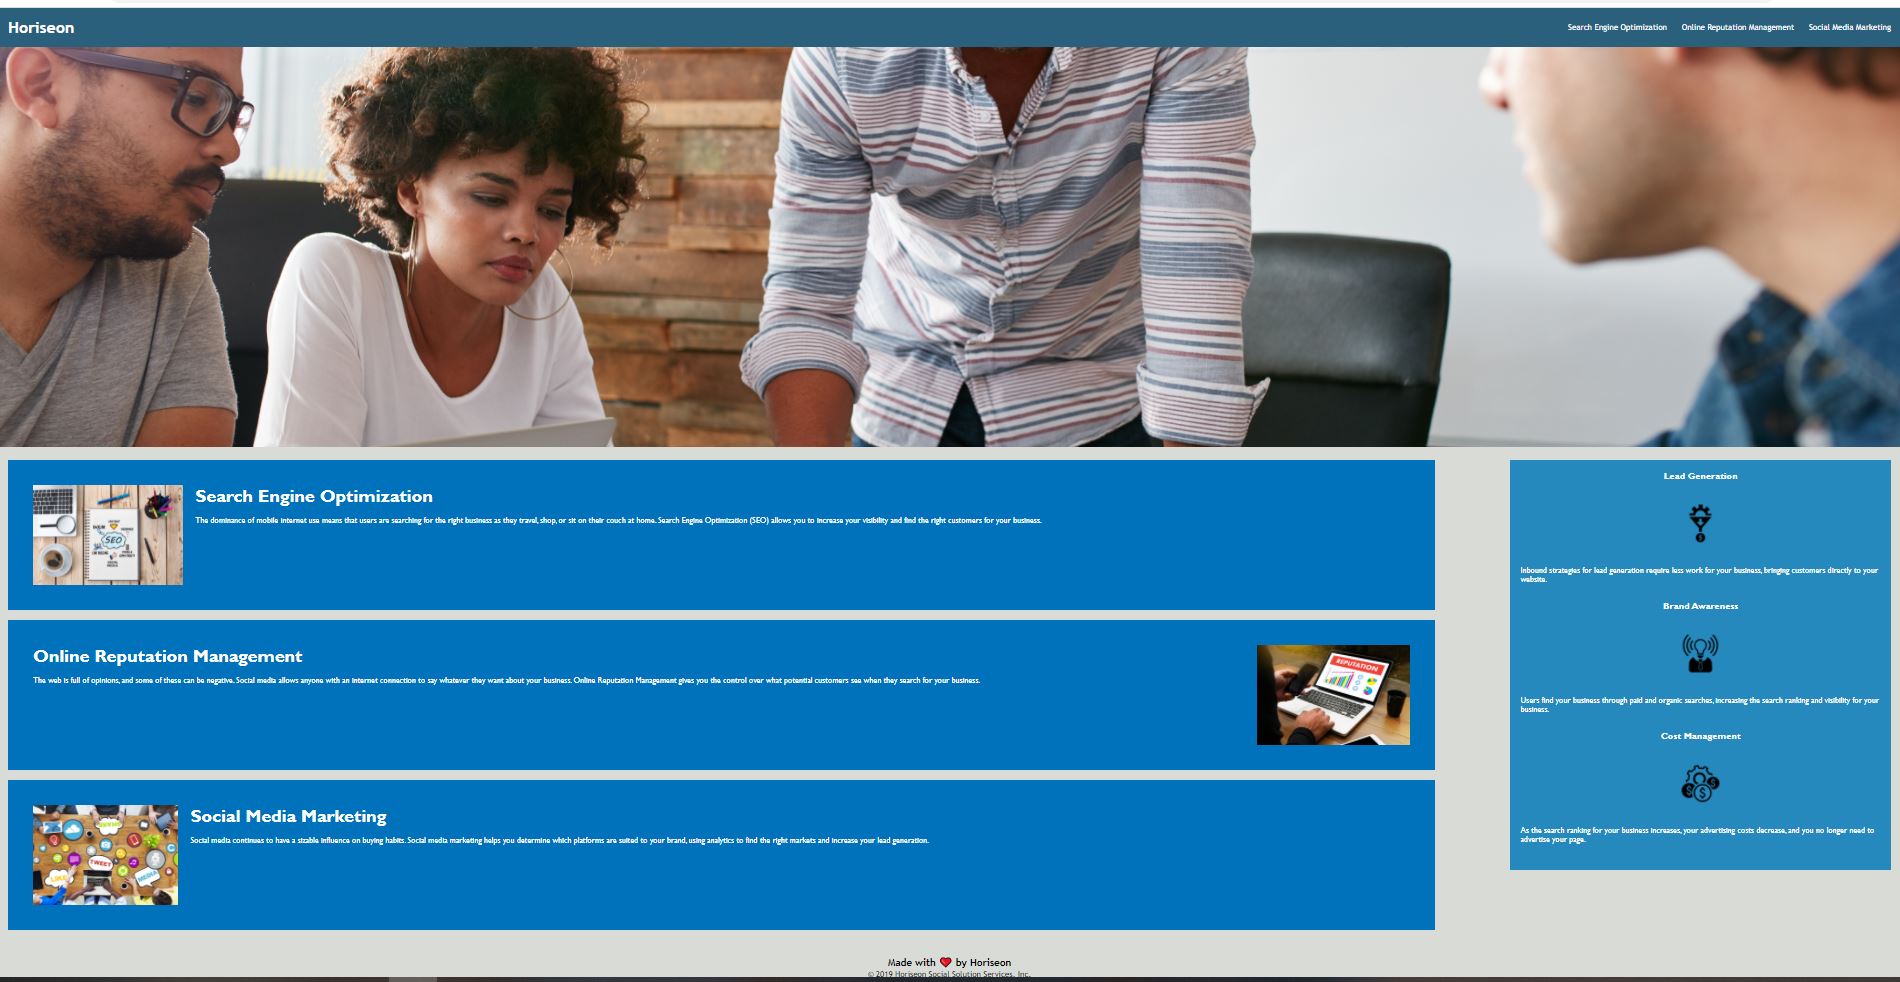 Horiseon
Search Engine Optimization
Online Reputation Management
Social Media Marketing
Search Engine Optimization
The dominance of mobile internet use means that users are searching for the right business as they travel, shop, or sit on their couch at home. Search Engine Optimization (SEO) allows you to increase your visibility and find the right customers for your business.
SEO
Online Reputation Management
The web is full of opinions, and some of these can be negative. Social media allows anyone with an internet connection to say whatever they want about your business. Online Reputation Management gives you the control over what potential customers see when they search for your business.
REPUTATION
Social Media Marketing
Social media continues to have a sizable influence on buying habits. Social media marketing helps you determine which platforms are suited to your brand, using analytics to find the right markets and increase your lead generation.
TWEET
LIKE
MEDIA
Lead Generation
Inbound strategies for lead generation require less work for your business, bringing customers directly to your
website.
Brand Awareness
Users find your business through paid and organic searches, increasing the search ranking and visibility for your
business.
Cost Management
As the search ranking for your business increases, your advertising costs decrease, and you no longer need to
advertise your page.
Made with ❤️ by Horiseon
© 2019 Horiseon Social Solution Services, Inc.